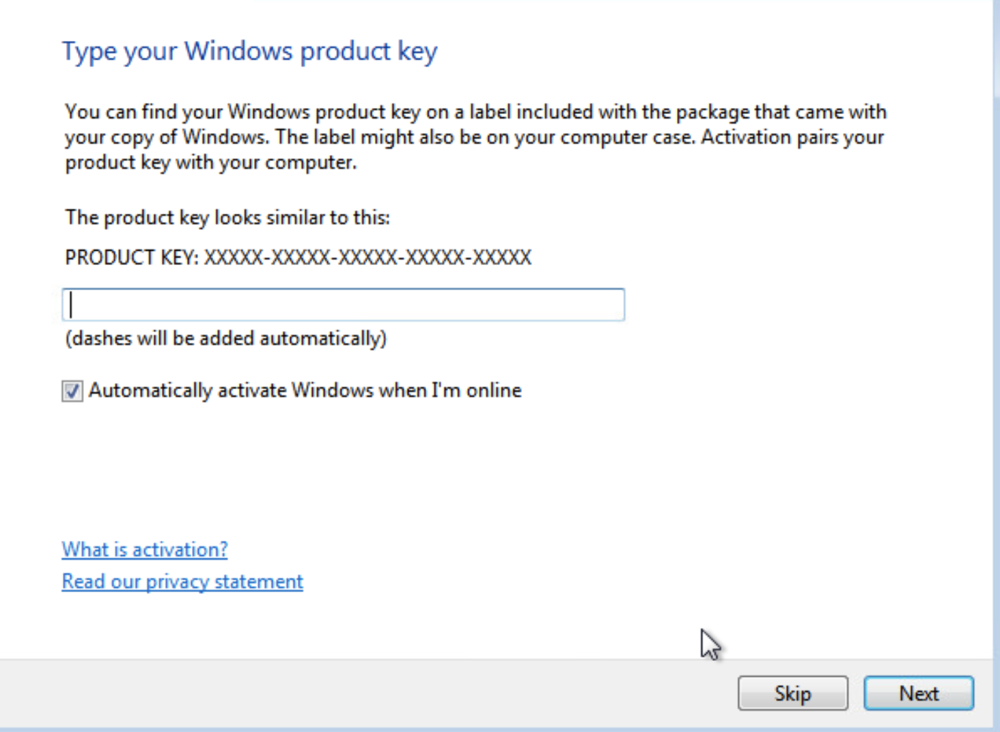 Type your Windows product key
You can find your Windows product key on a label included with the package that came with
your copy of Windows. The label might also be on your computer case. Activation pairs your
product key with your computer.
The product key looks similar to this:
PRODUCT KEY: XXXXX-XXXXX-XXXXX-XXXXX-XXXXX
(dashes will be added automatically)
Automatically activate Windows when I'm online
What is activation?
Read our privacy statement
Skip
Next